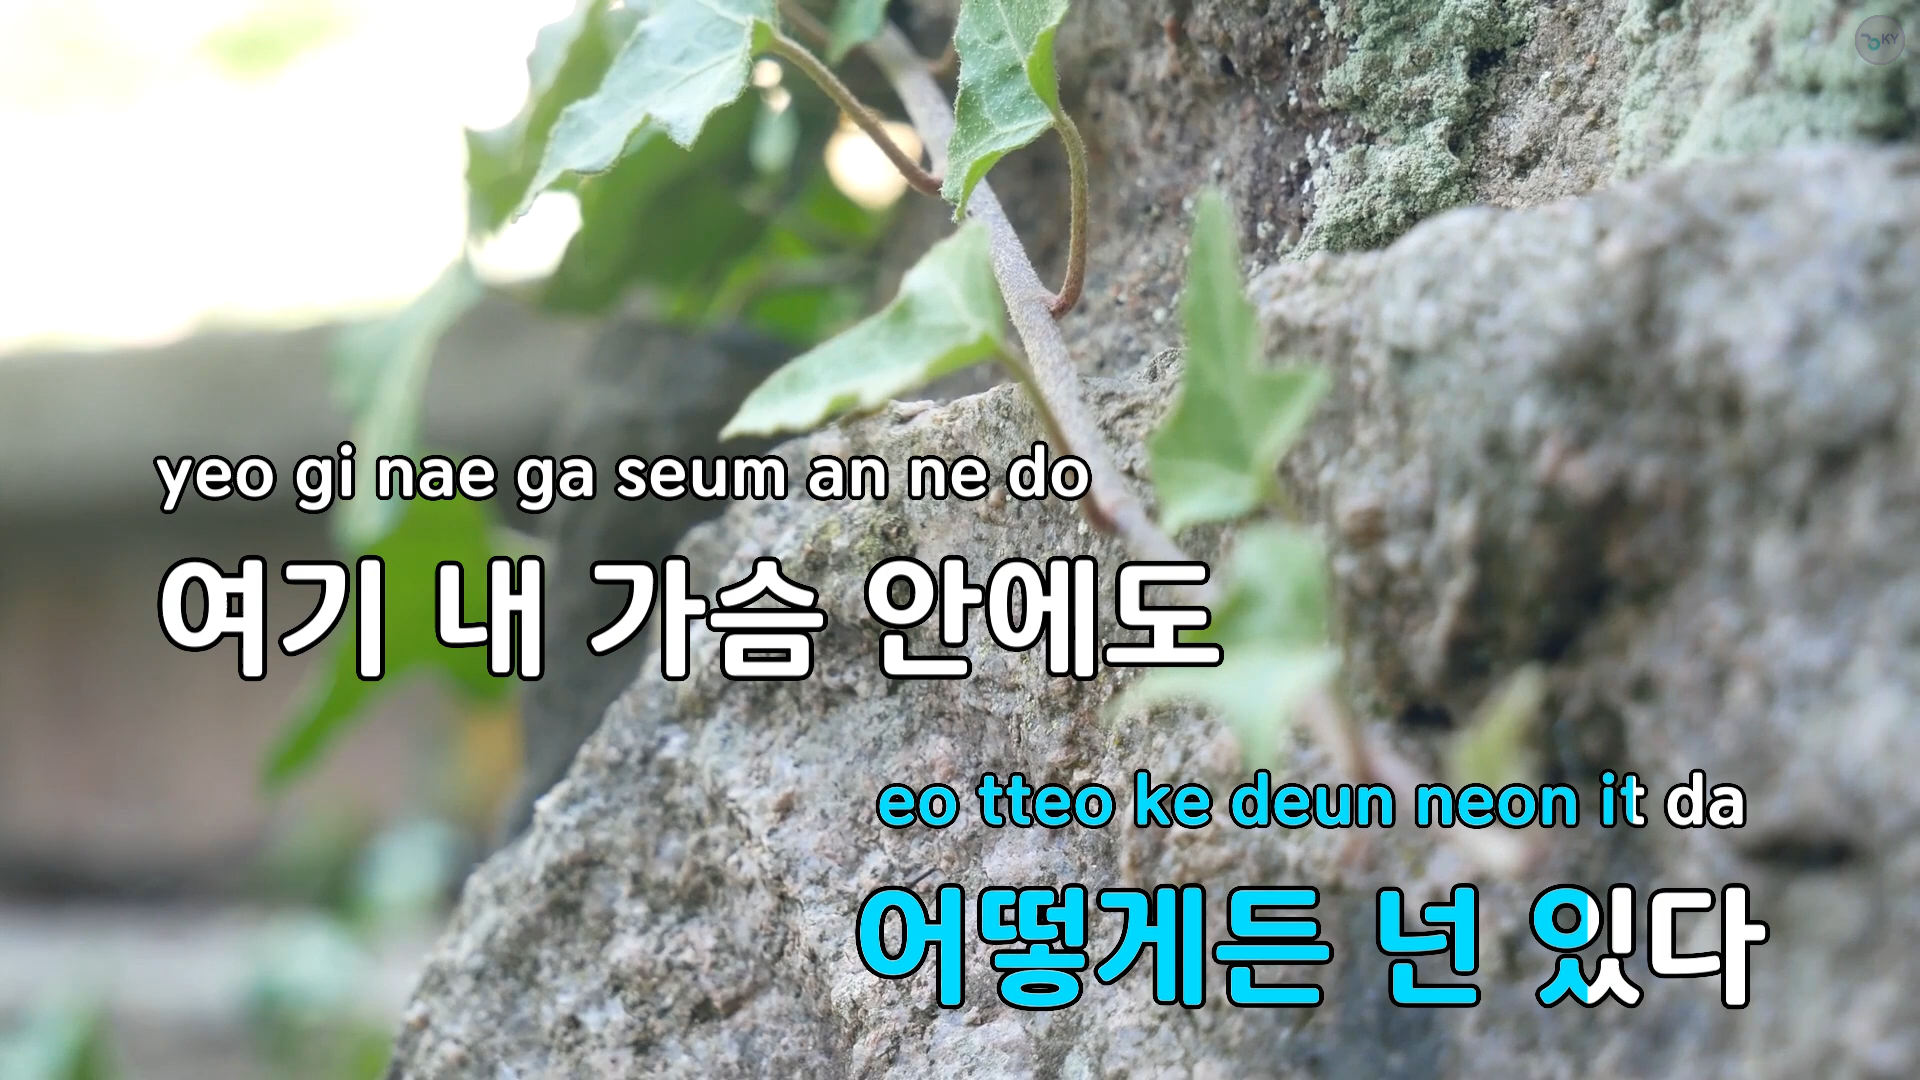 KY
yeo gi nae ga seum an ne do
여기 내 가슴 안에도
eo tteo ke deun neon it da
어떻게든 넌 있다